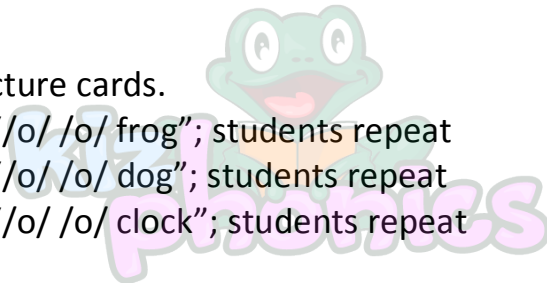 cture cards.
/o/ /o/ frog”; students repeat
/o/ /o/ dog”; students repeat
/o/ /o/ clock”; students repeat
kiz
phonics